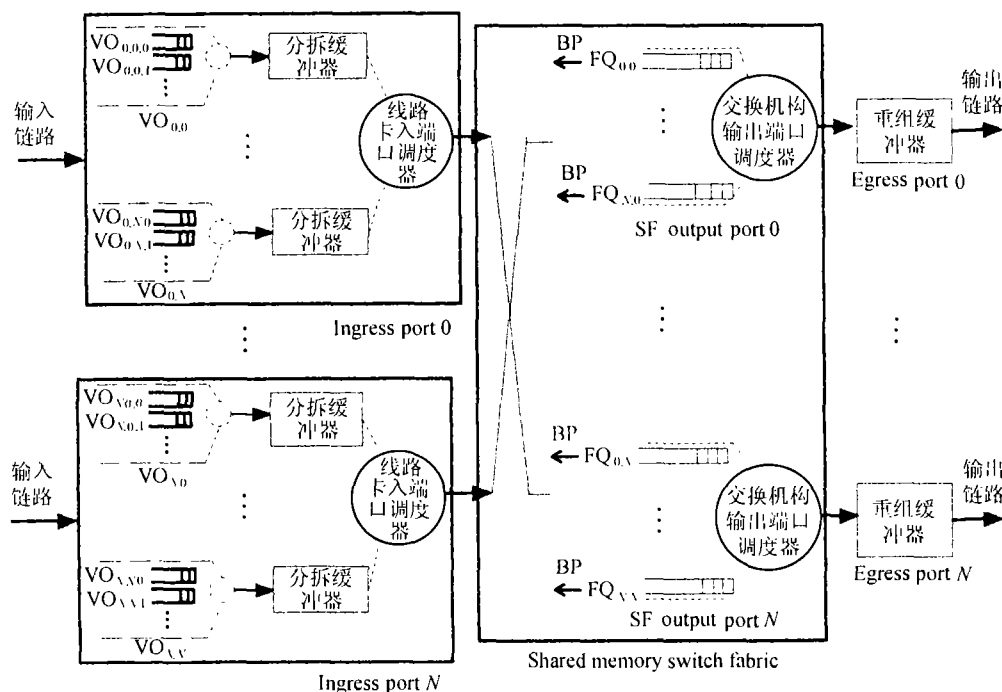 输入
链路
VO0,0,0
VO0,0,1
VO0,0
分拆缓
冲器
VO0,N,0
VO0,N,1
VO0,N
分拆缓
冲器
线路
卡入端
口调度
器
Ingress port 0
输入
链路
VON,0,0
VON,0,1
VON,0
分拆缓
冲器
VON,N,0
VON,N,1
VON,N
分拆缓
冲器
线路
卡入端
口调度
器
Ingress port N
BP
FQ0,0
BP
FQN,0
SF output port 0
交换机构
输出端口
调度器
BP
FQ0,N
BP
FQN,N
SF output port N
交换机构
输出端口
调度器
Shared memory switch fabric
重组缓
冲器
Egress port 0
输出
链路
重组缓
冲器
Egress port N
输出
链路